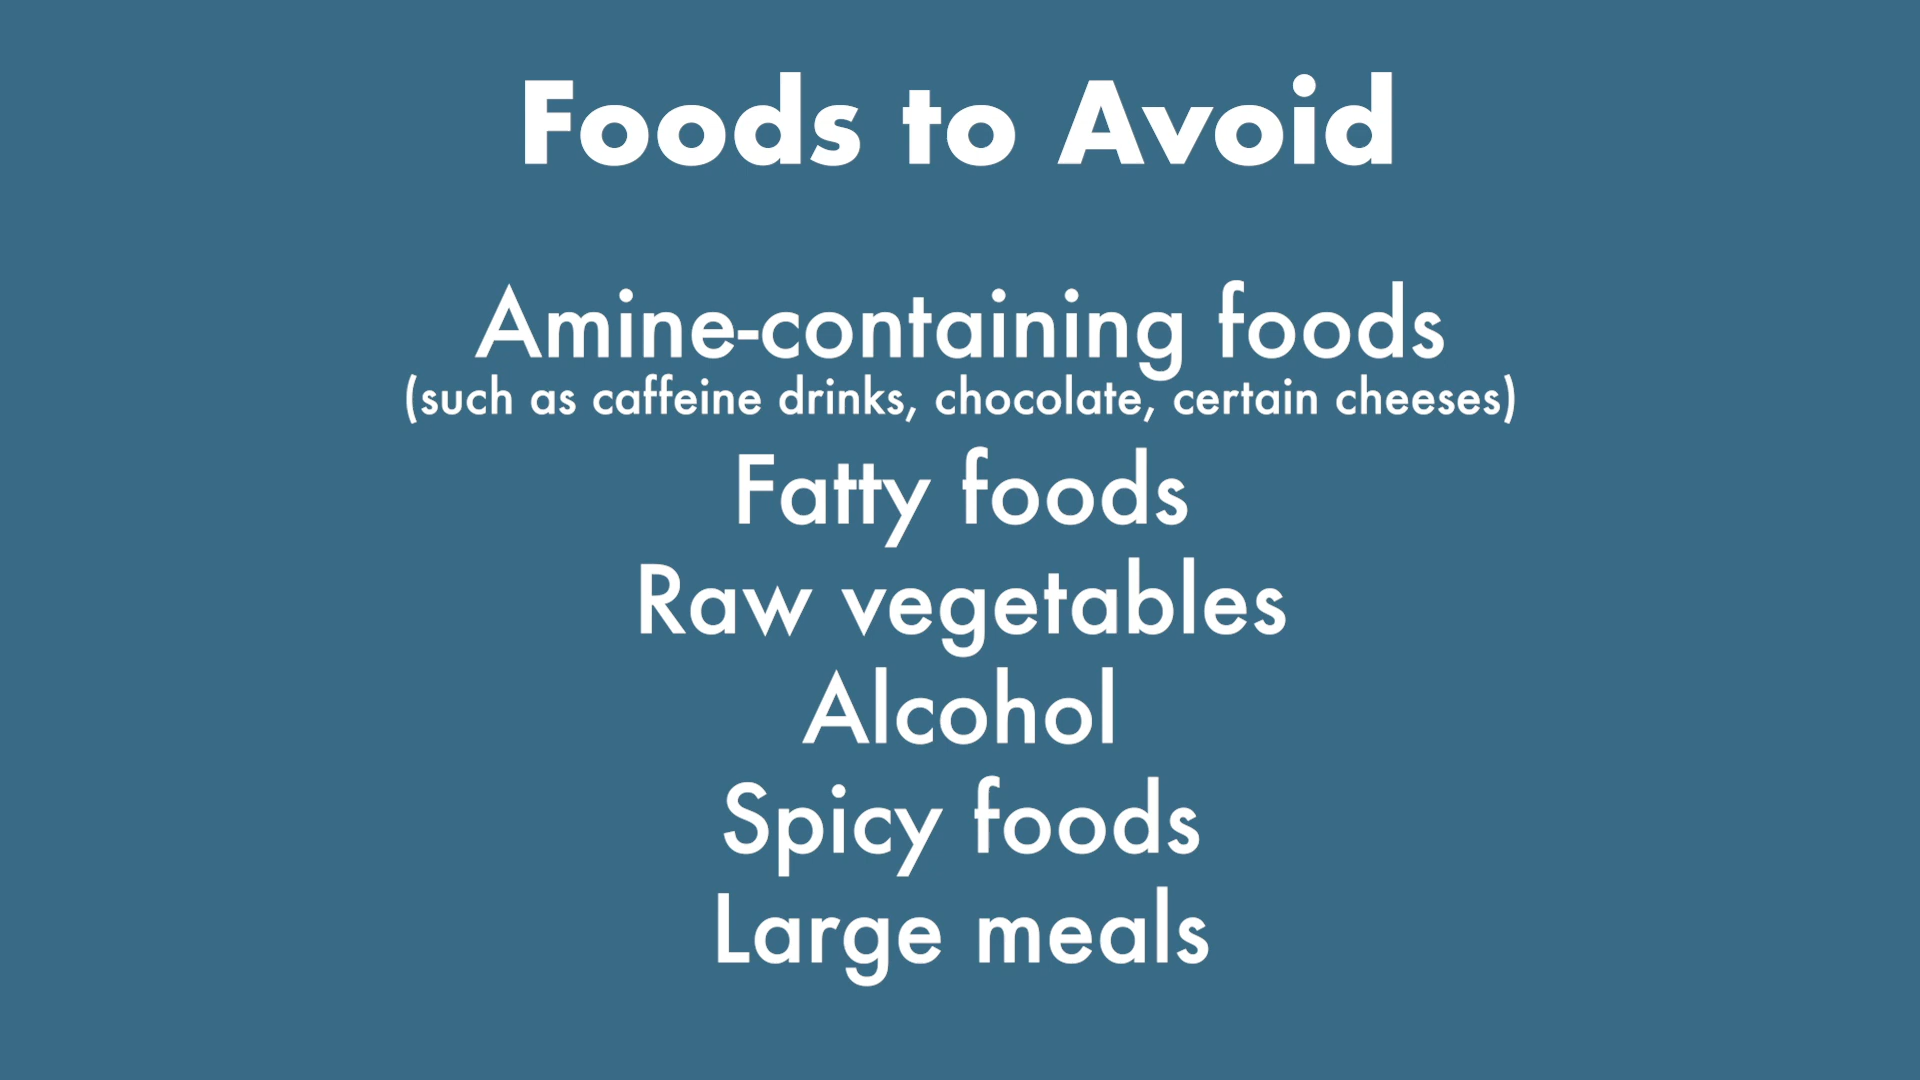 Foods to Avoid
Amine-containing foods
(such as caffeine drinks, chocolate, certain cheeses)
Fatty foods
Raw vegetables
Alcohol
Spicy foods
Large meals